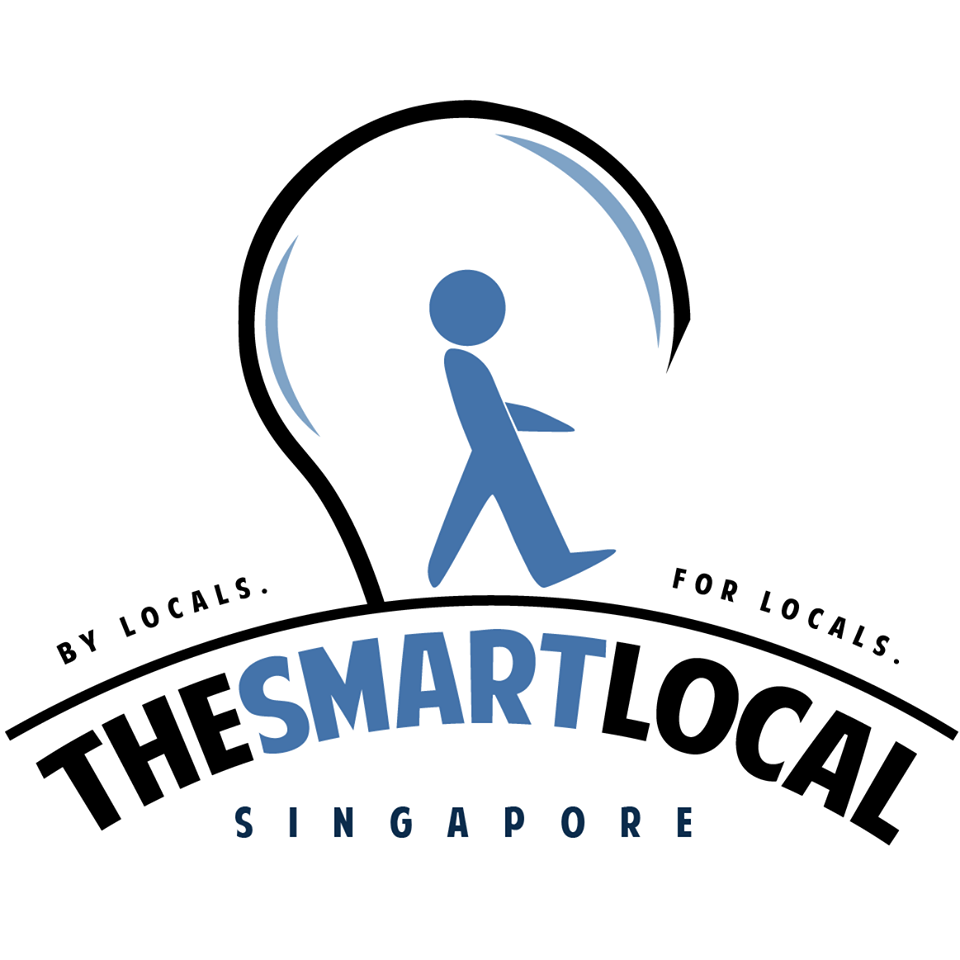 BY LOCALS.
FOR LOCALS.
THESMARTLOCAL
SINGAPORE